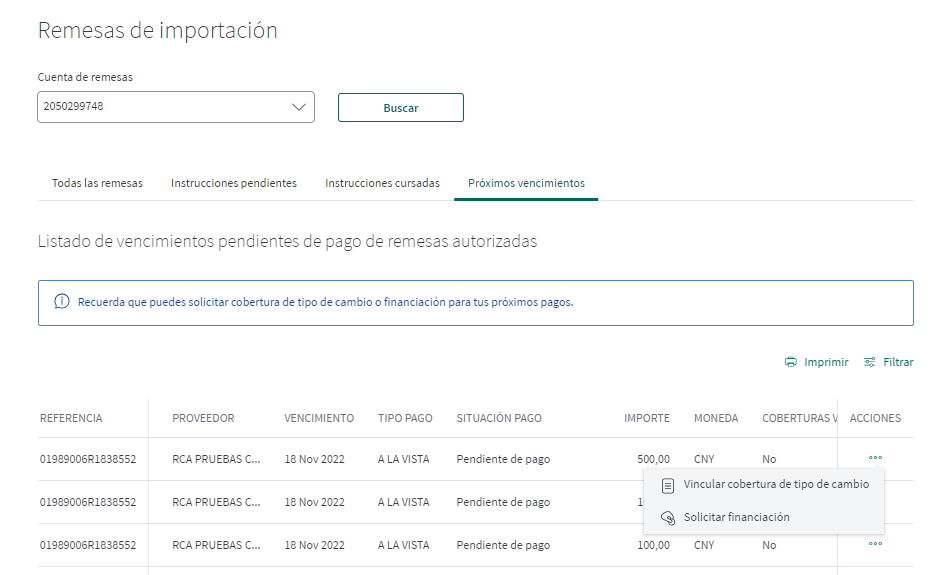 Remesas de importación
Cuenta de remesas
2050299748
Buscar
Todas las remesas Instrucciones pendientes Instrucciones cursadas Próximos vencimientos
Listado de vencimientos pendientes de pago de remesas autorizadas
Recuerda que puedes solicitar cobertura de tipo de cambio o financiación para tus próximos pagos.
Imprimir Filtrar
REFERENCIA PROVEEDOR VENCIMIENTO TIPO PAGO SITUACIÓN PAGO IMPORTE MONEDA COBERTURAS ACCIONES
01989006R1838552 RCA PRUEBAS C... 18 Nov 2022 A LA VISTA Pendiente de pago 500,00 CNY No
Vincular cobertura de tipo de cambio
01989006R1838552 RCA PRUEBAS C... 18 Nov 2022 A LA VISTA Pendiente de pago
Solicitar financiación
01989006R1838552 RCA PRUEBAS C... 18 Nov 2022 A LA VISTA Pendiente de pago 100,00 CNY No